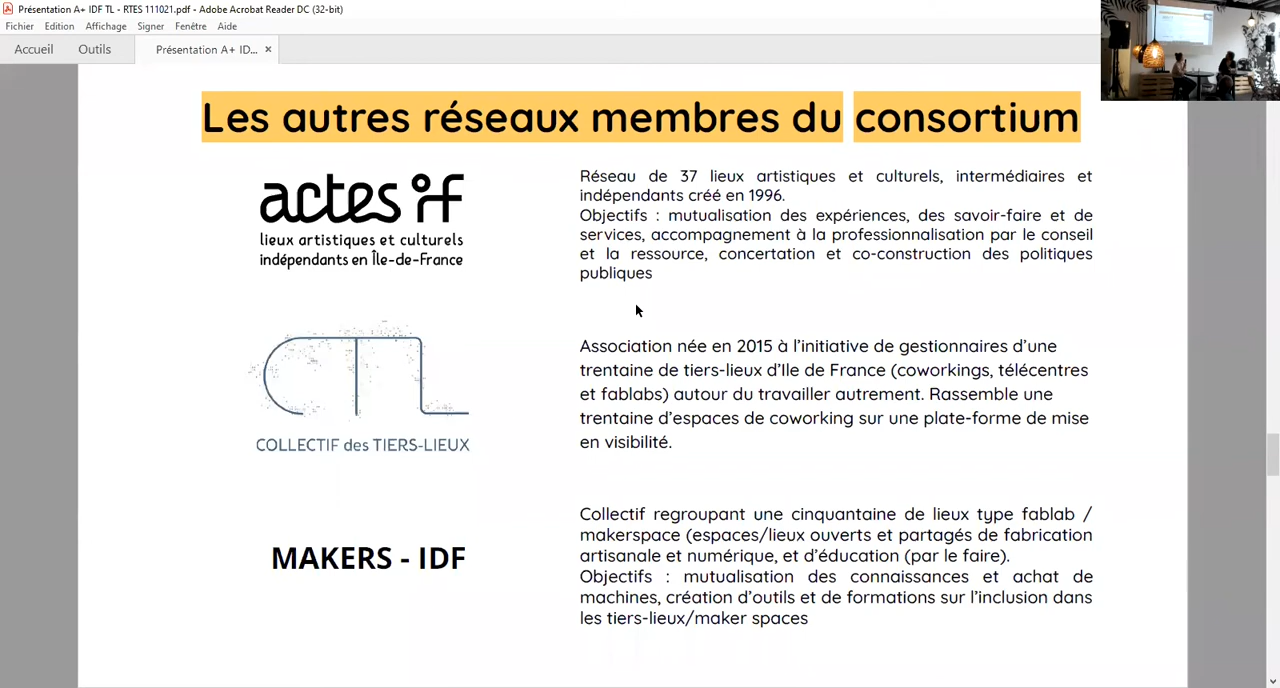 Présentation A+ IDF TL - RTES 111021.pdf - Adobe Acrobat Reader DC (32-bit)
Fichier Edition Affichage Signer Fenêtre Aide
Accueil Outils Présentation A+ ID... ×
Les autres réseaux membres du consortium
actes if
lieux artistiques et culturels
indépendants en Île-de-France
Réseau de 37 lieux artistiques et culturels, intermédiaires et
indépendants créé en 1996.
Objectifs : mutualisation des expériences, des savoir-faire et de
services, accompagnement à la professionnalisation par le conseil
et la ressource, concertation et co-construction des politiques
publiques
CTL
COLLECTIF des TIERS-LIEUX
Association née en 2015 à l'initiative de gestionnaires d'une
trentaine de tiers-lieux d'Ile de France (coworkings, télécentres
et fablabs) autour du travailler autrement. Rassemble une
trentaine d'espaces de coworking sur une plate-forme de mise
en visibilité.
MAKERS - IDF
Collectif regroupant une cinquantaine de lieux type fablab /
makerspace (espaces/lieux ouverts et partagés de fabrication
artisanale et numérique, et d'éducation (par le faire).
Objectifs : mutualisation des connaissances et achat de
machines, création d'outils et de formations sur l'inclusion dans
les tiers-lieux/maker spaces